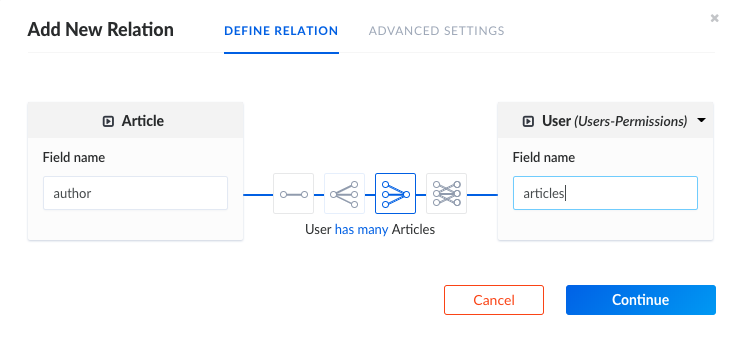 Add New Relation
DEFINE RELATION
ADVANCED SETTINGS
Article
User (Users-Permissions)
Field name
Field name
author
articles
User has many Articles
Cancel
Continue